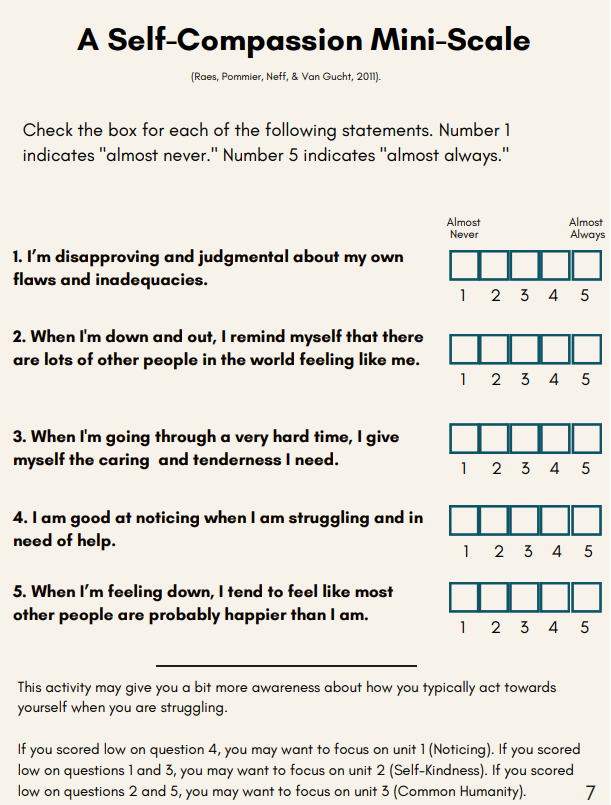 A Self-Compassion Mini-Scale
(Raes, Pommier, Neff, & Van Gucht, 2011).
Check the box for each of the following statements. Number 1
indicates "almost never." Number 5 indicates "almost always."
Almost Never
Almost Always
1. I'm disapproving and judgmental about my own
flaws and inadequacies.
1 2 3 4 5
2. When I'm down and out, I remind myself that there
are lots of other people in the world feeling like me.
1 2 3 4 5
3. When I'm going through a very hard time, I give
myself the caring  and tenderness I need.
1 2 3 4 5
4. I am good at noticing when I am struggling and in
need of help.
1 2 3 4 5
5. When I'm feeling down, I tend to feel like most
other people are probably happier than I am.
1 2 3 4 5
This activity may give you a bit more awareness about how you typically act towards
yourself when you are struggling.
If you scored low on question 4, you may want to focus on unit 1 (Noticing). If you scored
low on questions 1 and 3, you may want to focus on unit 2 (Self-Kindness). If you scored
low on questions 2 and 5, you may want to focus on unit 3 (Common Humanity).
7